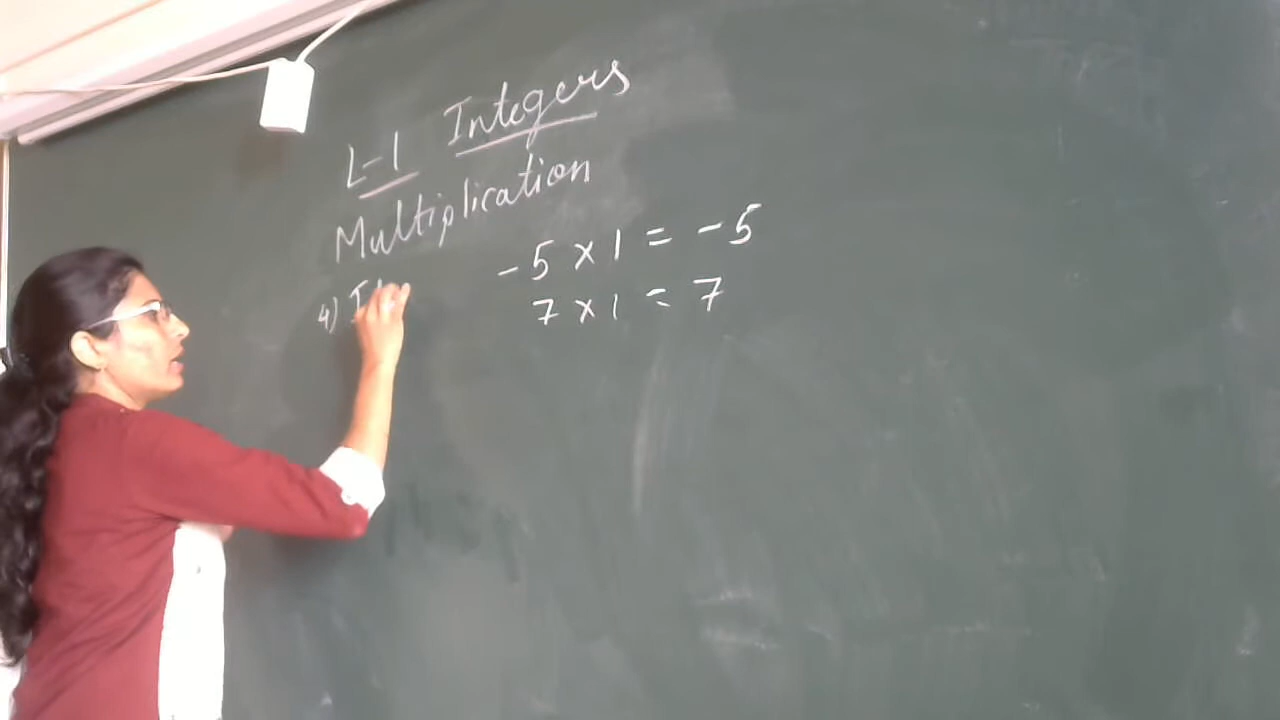 L-1 Integers
Multiplication
4)
-5 × 1 = -5
7 × 1 = 7